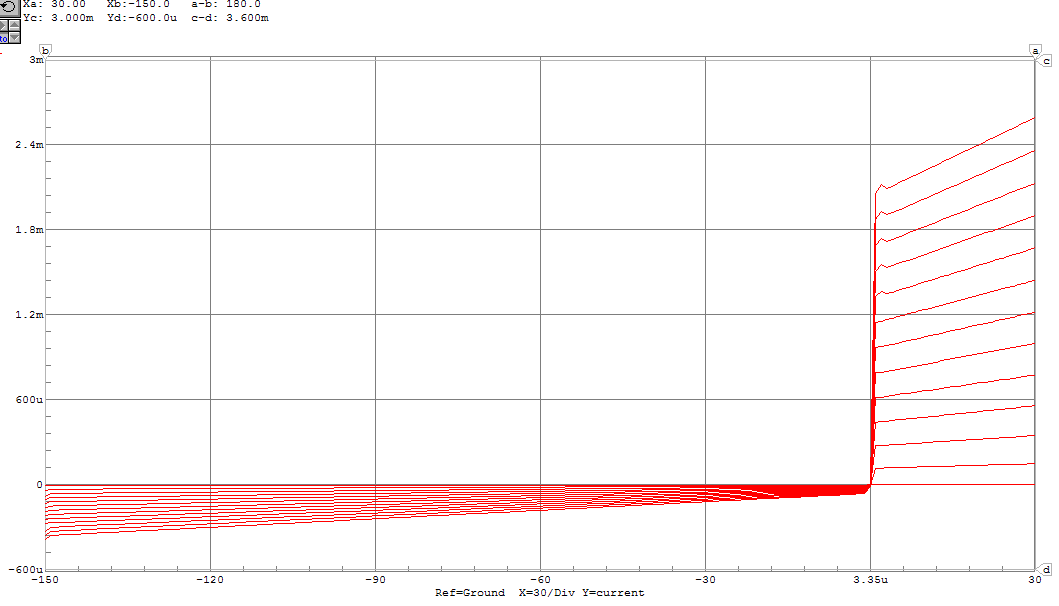 Xa: 30.00 Xb:-150.0 a-b: 180.0
Yc: 3.000m Yd:-600.0u c-d: 3.600m
to
b a
3m c
2.4m
1.8m
1.2m
600u
0
-600u d
-150 -120 -90 -60 -30 3.35u 30
Ref=Ground X=30/Div Y=current